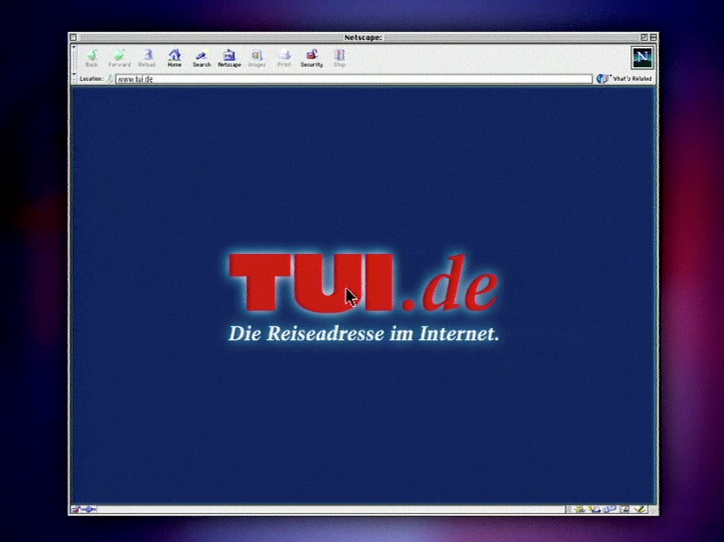 Netscape:
Back Forward Reload Home Search Netscape Images Print Security Stop
N
Location: www.tui.de What's Related
TUI.de
Die Reiseadresse im Internet.